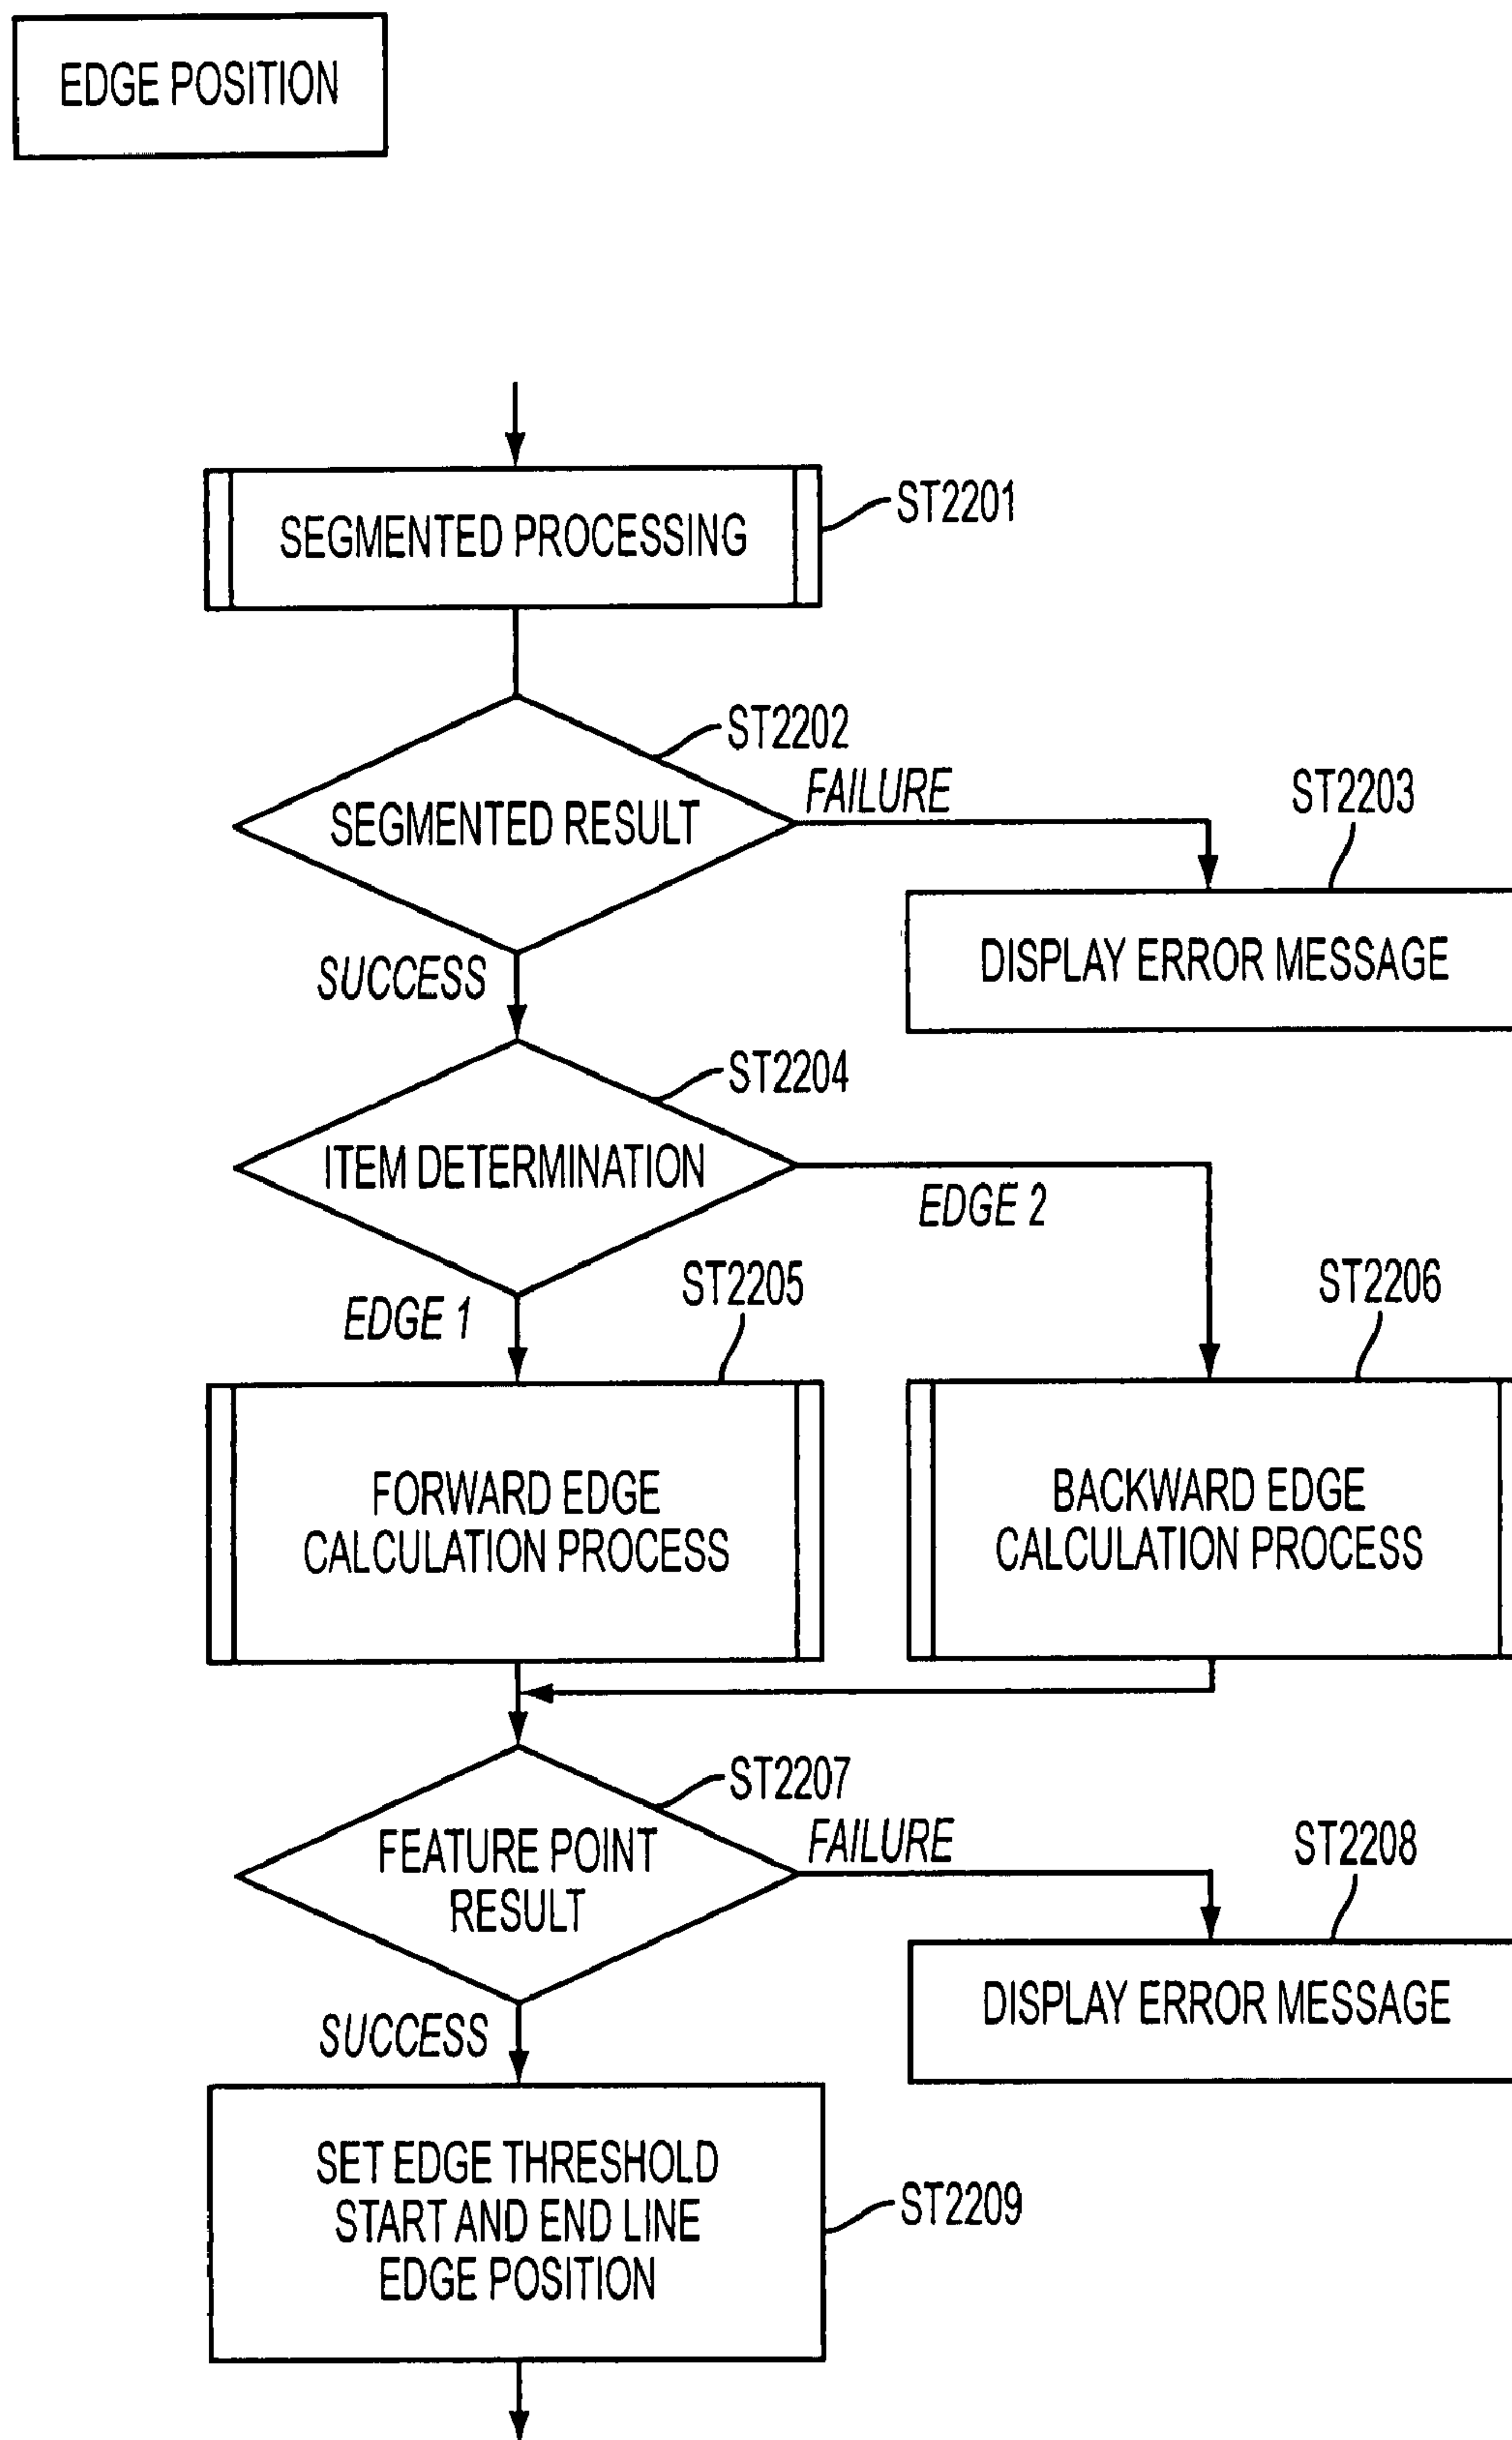 EDGE POSITION
SEGMENTED PROCESSING
ST2201
ST2202
SEGMENTED RESULT
FAILURE
ST2203
DISPLAY ERROR MESSAGE
SUCCESS
ST2204
ITEM DETERMINATION
EDGE 2
EDGE 1
ST2205
ST2206
FORWARD EDGE
CALCULATION PROCESS
BACKWARD EDGE
CALCULATION PROCESS
ST2207
FEATURE POINT
RESULT
FAILURE
ST2208
DISPLAY ERROR MESSAGE
SUCCESS
SET EDGE THRESHOLD
START AND END LINE
EDGE POSITION
ST2209